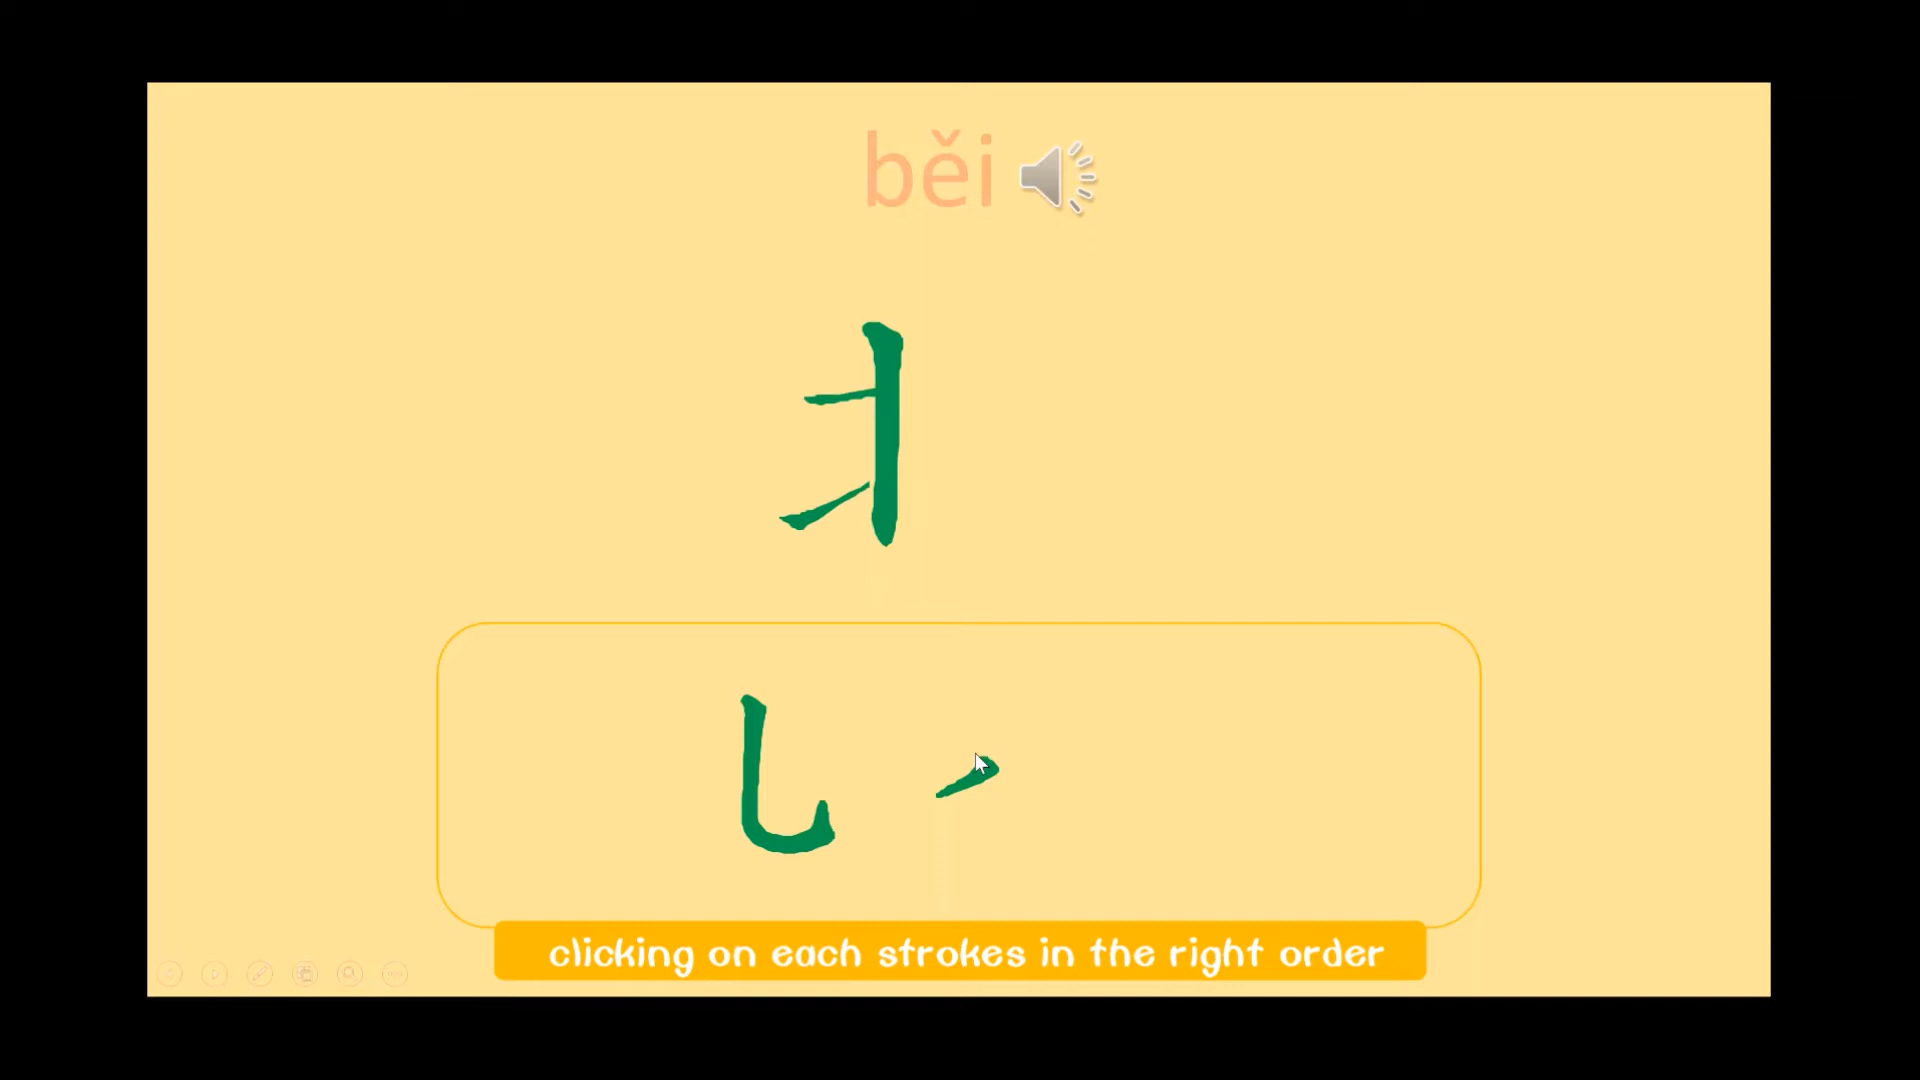 běi
clicking on each strokes in the right order